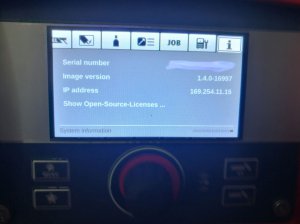 JOB
i
Serial number
Image version 1.4.0-16997
IP address 169.254.11.15
Show Open-Source-Licenses ...
System information